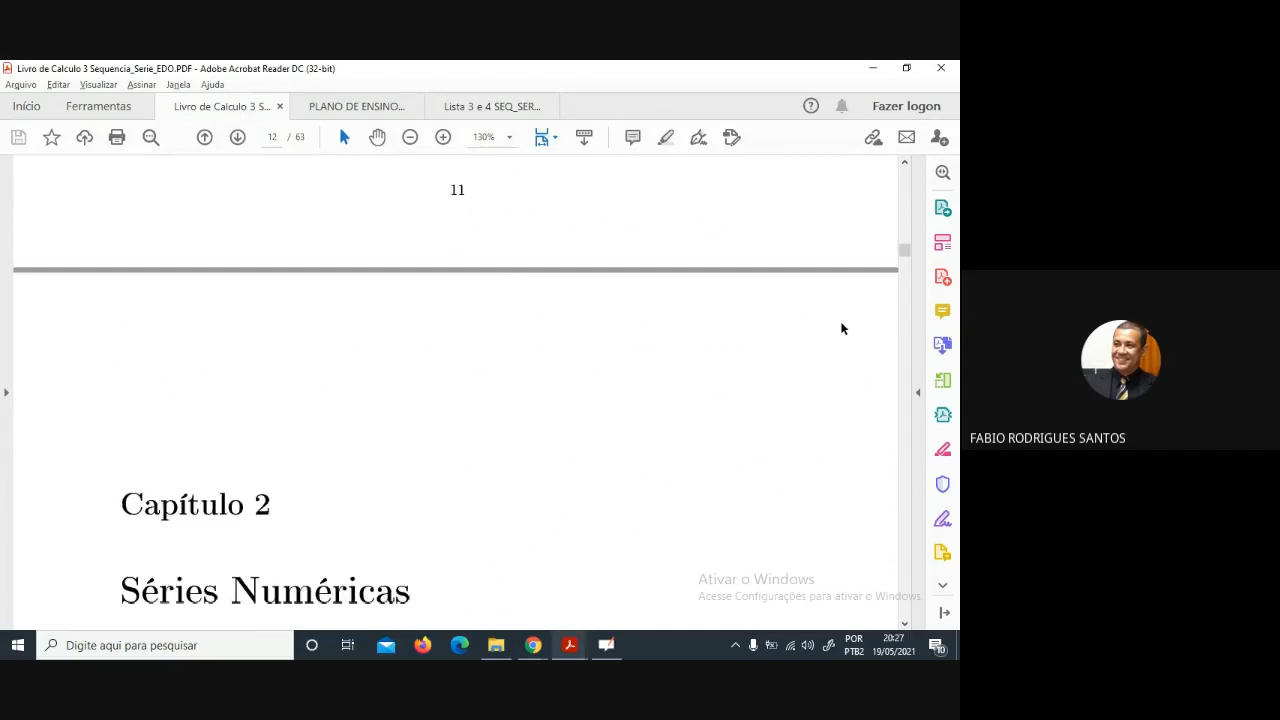 Livro de Calculo 3 Sequencia_Serie_EDO.PDF - Adobe Acrobat Reader DC (32-bit)
Arquivo Editar Visualizar Assinar Janela Ajuda
Início Ferramentas Livro de Calculo 3 S... × PLANO DE ENSINO... Lista 3 e 4 SEQ_SER... Fazer logon
12 / 63 130%
11
Capítulo 2
Séries Numéricas
Ativar o Windows
Acesse Configurações para ativar o Windows.
FABIO RODRIGUES SANTOS
Digite aqui para pesquisar
POR
PTB2
20:27
19/05/2021
10